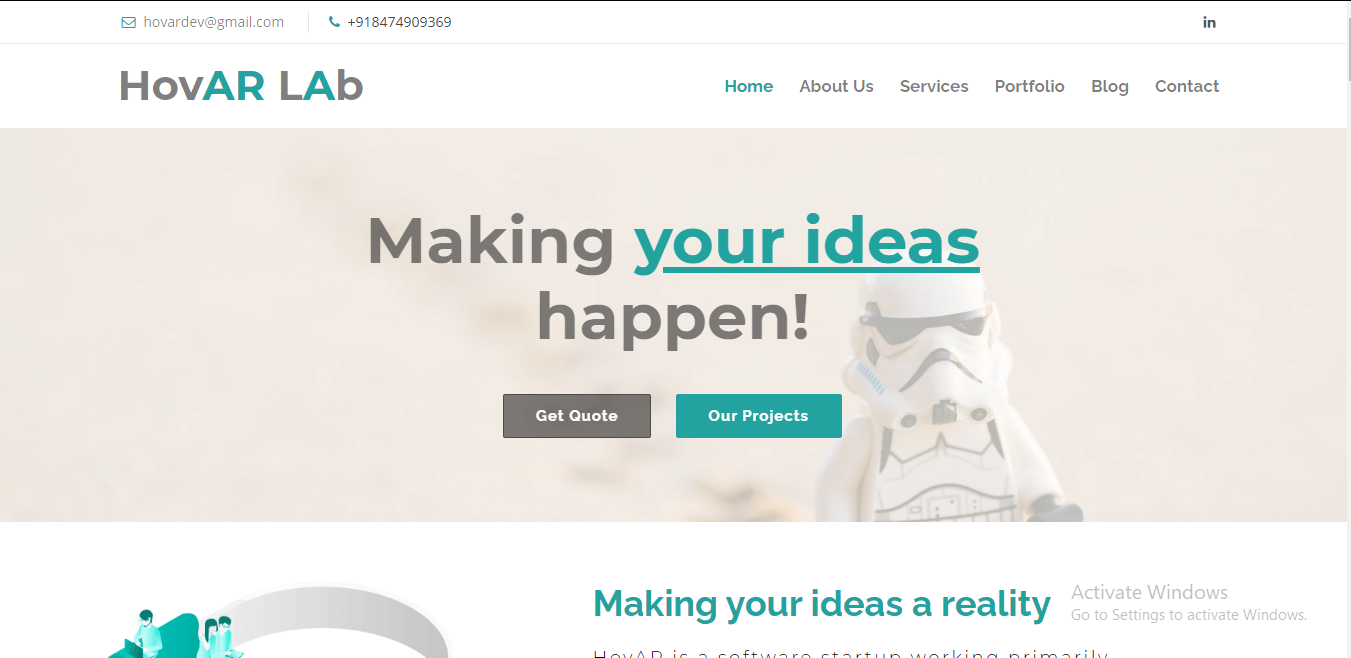 hovardev@gmail.com +918474909369 in
HovAR LAb
Home About Us Services Portfolio Blog Contact
Making your ideas
happen!
Get Quote Our Projects
Making your ideas a reality
Activate Windows
Go to Settings to activate Windows.
HovAR is a software startup working primarily